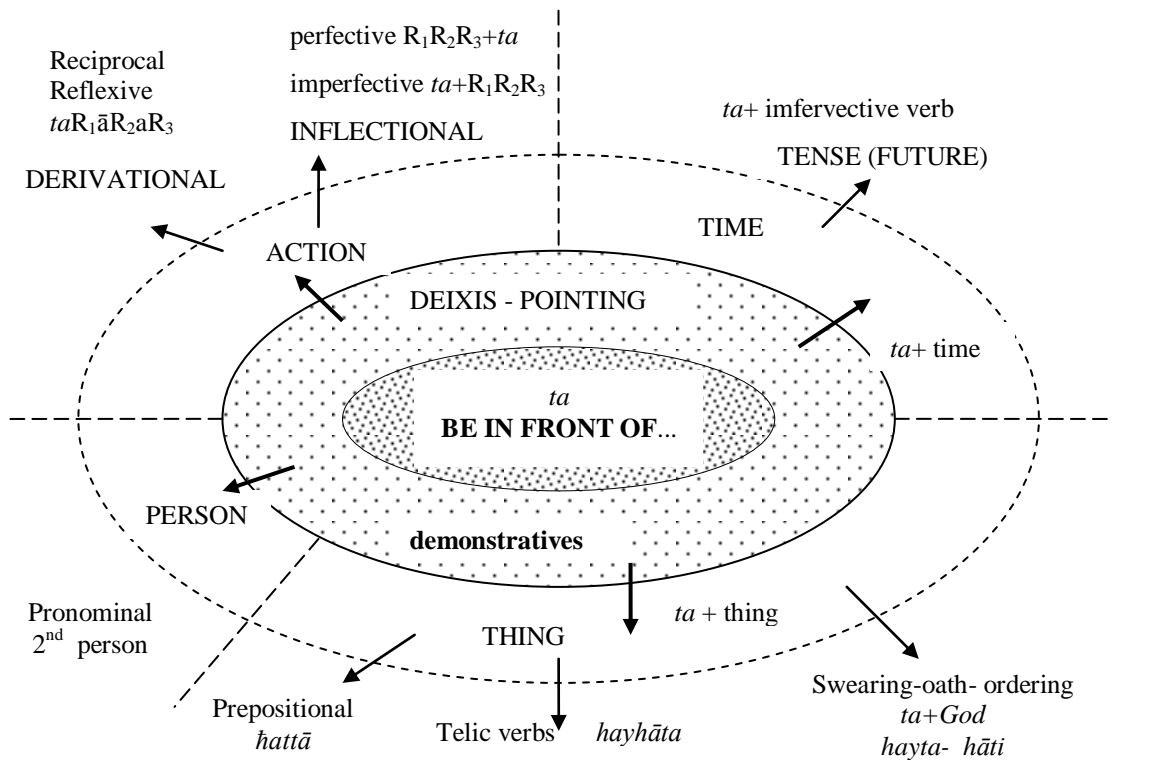 perfective R₁R₂R₃+ta
Reciprocal
Reflexive
imperfective ta+R₁R₂R₃
taR₁āR₂aR₃
ta+ imfervective verb
INFLECTIONAL
TENSE (FUTURE)
DERIVATIONAL
TIME
ACTION
DEIXIS - POINTING
ta+ time
ta
BE IN FRONT OF...
PERSON
demonstratives
Pronominal
2nd person
THING
ta + thing
Swearing-oath- ordering
ta+God
hayta- hāti
Prepositional
ħattā
Telic verbs hayhāta